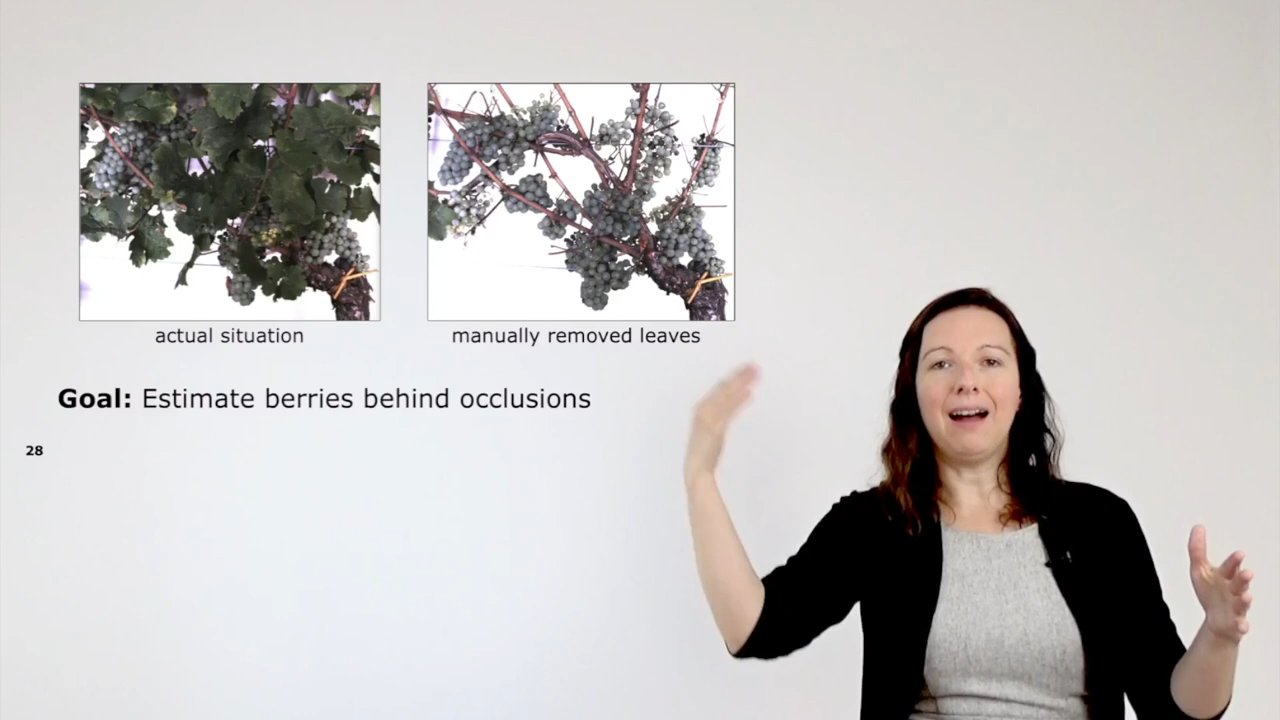 actual situation
manually removed leaves
Goal: Estimate berries behind occlusions
28